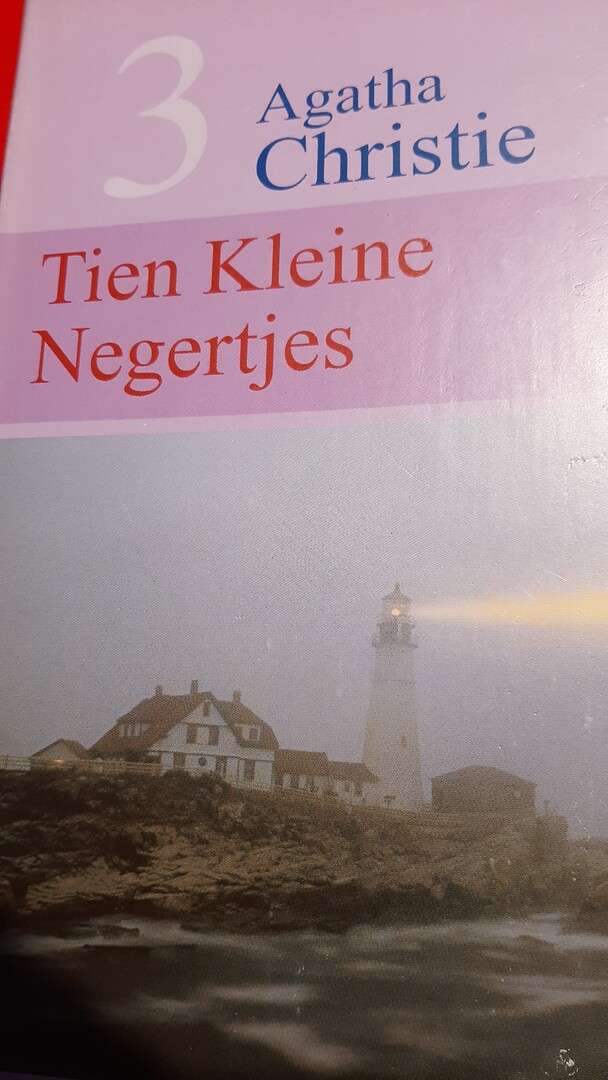 3
Agatha
Christie
Tien Kleine
Negertjes